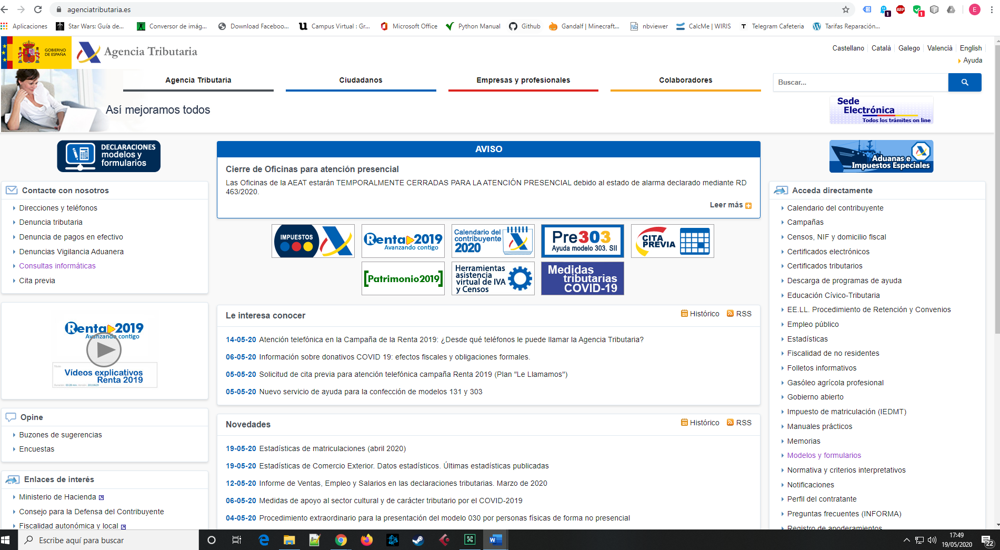 agenciatributaria.es
Aplicaciones
Star Wars: Guía de...
Conversor de imág...
Download Faceboo...
Campus Virtual : Gr...
Microsoft Office
Python Manual
Github
Gandalf | Minecraft...
nbviewer
CalcMe | WIRIS
Telegram Cafeteria
Tarifas Reparación...
GOBIERNO
DE ESPAÑA
Agencia Tributaria
Castellano
Català
Galego
Valencià
English
Ayuda
Agencia Tributaria
Ciudadanos
Empresas y profesionales
Colaboradores
Buscar...
Así mejoramos todos
Sede
Electrónica
Todos los trámites on line
DECLARACIONES
modelos y
formularios
Contacte con nosotros
Direcciones y teléfonos
Denuncia tributaria
Denuncia de pagos en efectivo
Denuncias Vigilancia Aduanera
Consultas informáticas
Cita previa
Renta 2019
Avanzando contigo
Vídeos explicativos
Renta 2019
Opine
Buzones de sugerencias
Encuestas
Enlaces de interés
Ministerio de Hacienda
Consejo para la Defensa del Contribuyente
Fiscalidad autonómica y local
AVISO
Cierre de Oficinas para atención presencial
Las Oficinas de la AEAT estarán TEMPORALMENTE CERRADAS PARA LA ATENCIÓN PRESENCIAL debido al estado de alarma declarado mediante RD
463/2020.
Leer más
IMPUESTOS
Renta 2019
Avanzando contigo
Calendario del
contribuyente
2020
Pre303
Ayuda modelo 303. SII
CITA
PREVIA
[Patrimonio2019]
Herramientas
asistencia
virtual de IVA
y Censos
Medidas
tributarias
COVID-19
Le interesa conocer
Histórico
RSS
14-05-20 Atención telefónica en la Campaña de la Renta 2019: ¿Desde qué teléfonos le puede llamar la Agencia Tributaria?
06-05-20 Información sobre donativos COVID 19: efectos fiscales y obligaciones formales.
05-05-20 Solicitud de cita previa para atención telefónica campaña Renta 2019 (Plan "Le Llamamos")
05-05-20 Nuevo servicio de ayuda para la confección de modelos 131 y 303
Novedades
Histórico
RSS
19-05-20 Estadísticas de matriculaciones (abril 2020)
19-05-20 Estadísticas de Comercio Exterior. Datos estadísticos. Últimas estadísticas publicadas
12-05-20 Informe de Ventas, Empleo y Salarios en las declaraciones tributarias. Marzo de 2020
06-05-20 Medidas de apoyo al sector cultural y de carácter tributario por el COVID-2019
04-05-20 Procedimiento extraordinario para la presentación del modelo 030 por personas físicas de forma no presencial
Aduanas e
Impuestos Especiales
Acceda directamente
Calendario del contribuyente
Campañas
Censos, NIF y domicilio fiscal
Certificados electrónicos
Certificados tributarios
Descarga de programas de ayuda
Educación Cívico-Tributaria
EE.LL. Procedimiento de Retención y Convenios
Empleo público
Estadísticas
Fiscalidad de no residentes
Folletos informativos
Gasóleo agrícola profesional
Gobierno abierto
Impuesto de matriculación (IEDMT)
Manuales prácticos
Memorias
Modelos y formularios
Normativa y criterios interpretativos
Notificaciones
Perfil del contratante
Preguntas frecuentes (INFORMA)
Registro de apoderamientos
Escribe aquí para buscar
17:49
19/05/2020
22